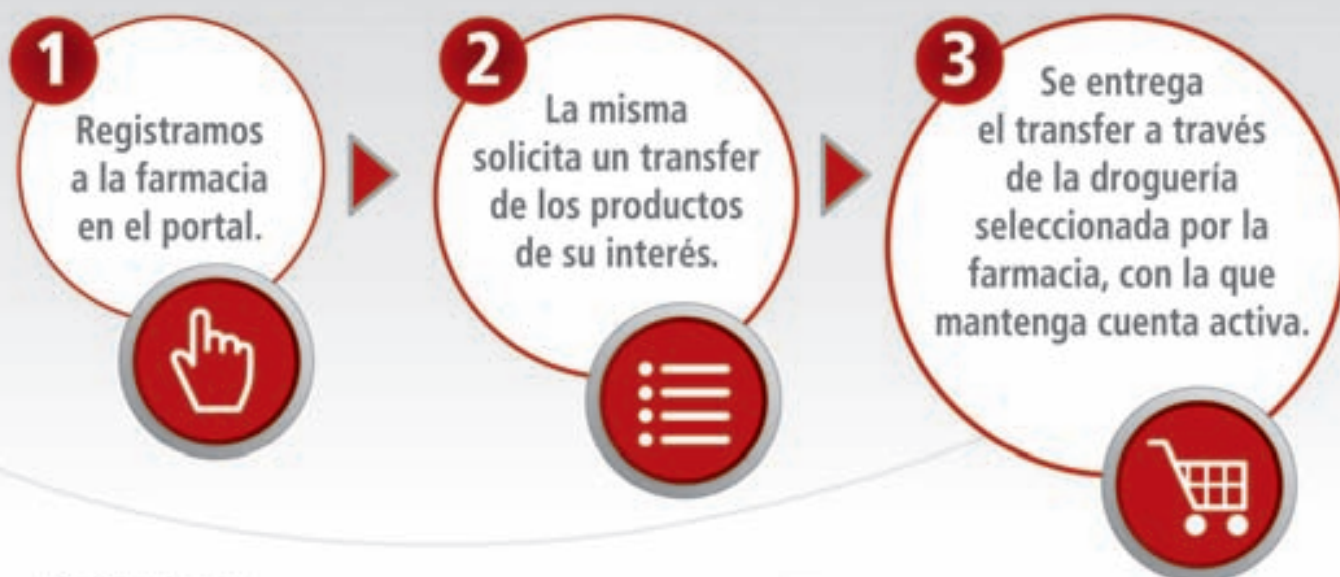 1
Registramos
a la farmacia
en el portal.
2
La misma
solicita un transfer
de los productos
de su interés.
3
Se entrega
el transfer a través
de la droguería
seleccionada por la
farmacia, con la que
mantenga cuenta activa.